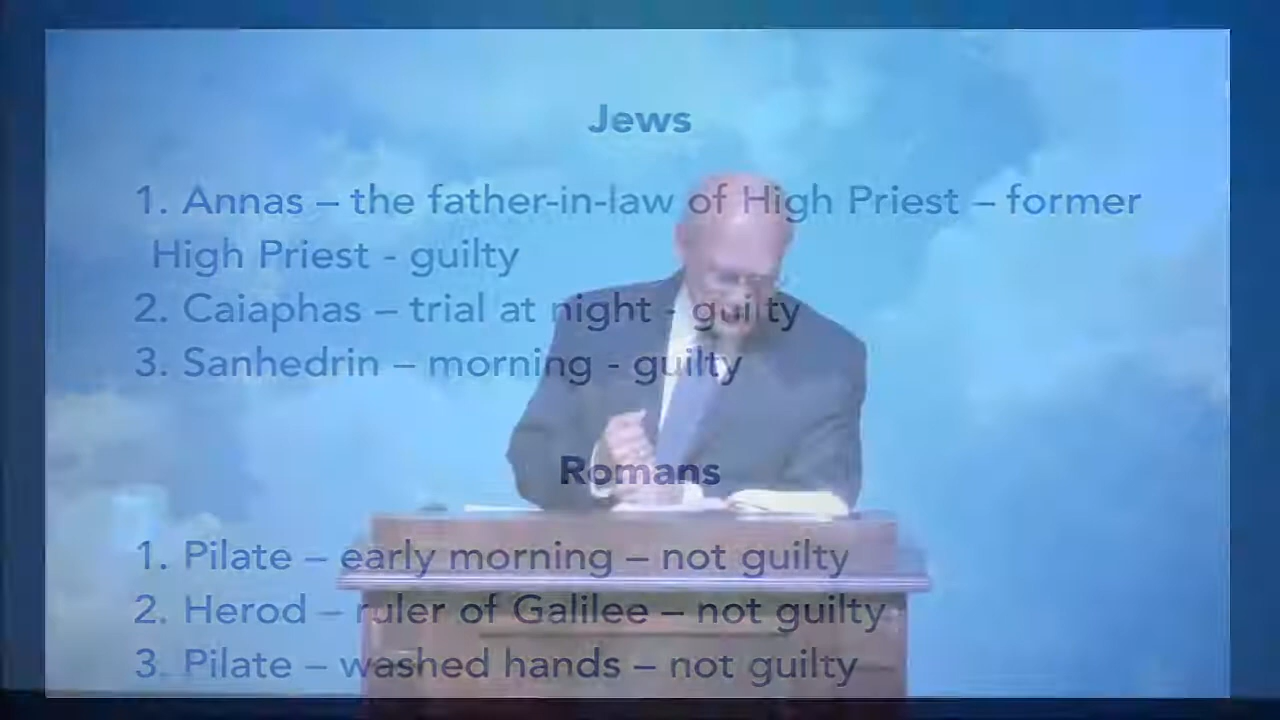 Jews
1. Annas – the father-in-law of High Priest – former
High Priest - guilty
2. Caiaphas – trial at night - guilty
3. Sanhedrin – morning - guilty
Romans
1. Pilate – early morning – not guilty
2. Herod – ruler of Galilee – not guilty
3. Pilate – washed hands – not guilty